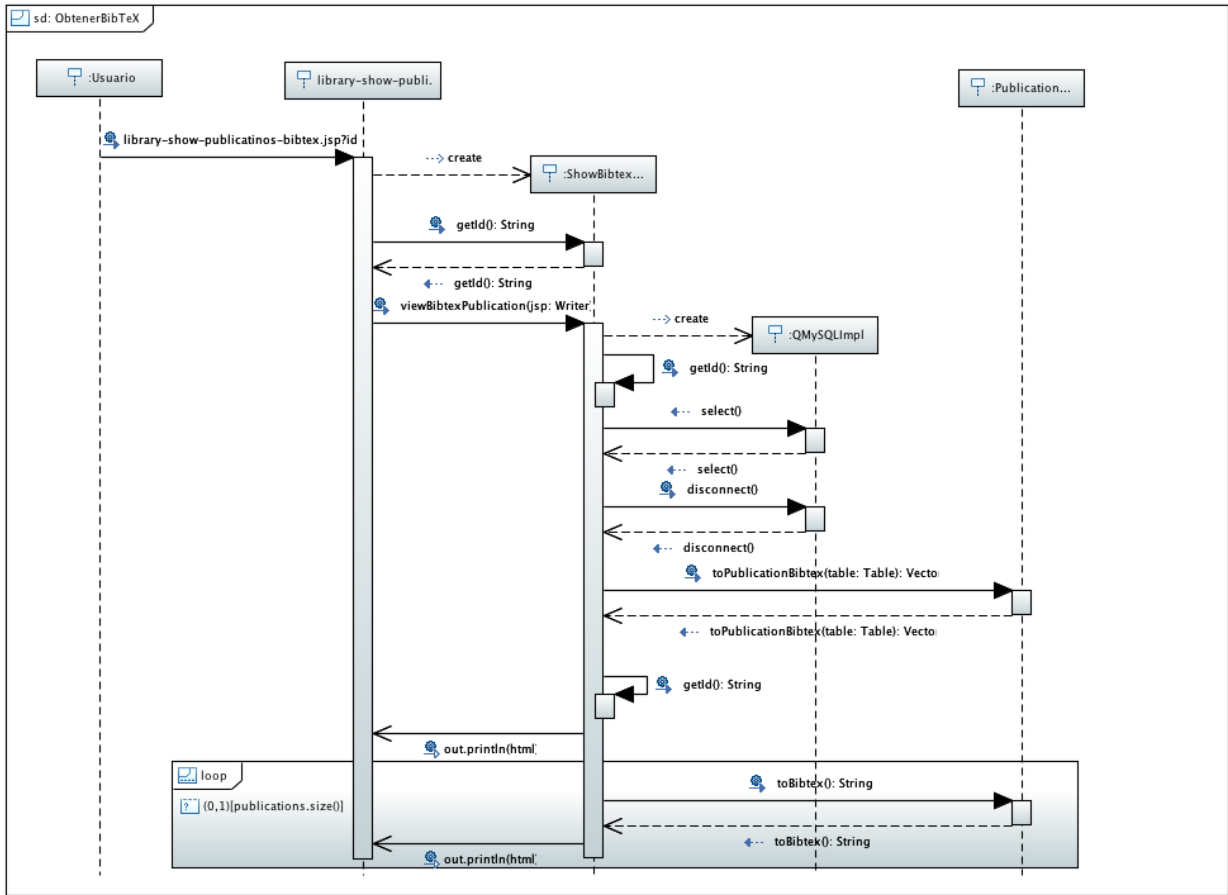 sd: ObtenerBibTeX
:Usuario
library-show-publi.
:Publication...
library-show-publicatinos-bibtex.jsp?id
create
:ShowBibtex...
getId(): String
getId(): String
viewBibtexPublication(jsp: Writer)
create
:QMySQLImpl
getId(): String
select()
select()
disconnect()
disconnect()
toPublicationBibtex(table: Table): Vecto
toPublicationBibtex(table: Table): Vecto
getId(): String
out.println(html)
loop
(0,1)[publications.size()]
toBibtex(): String
toBibtex(): String
out.println(html)